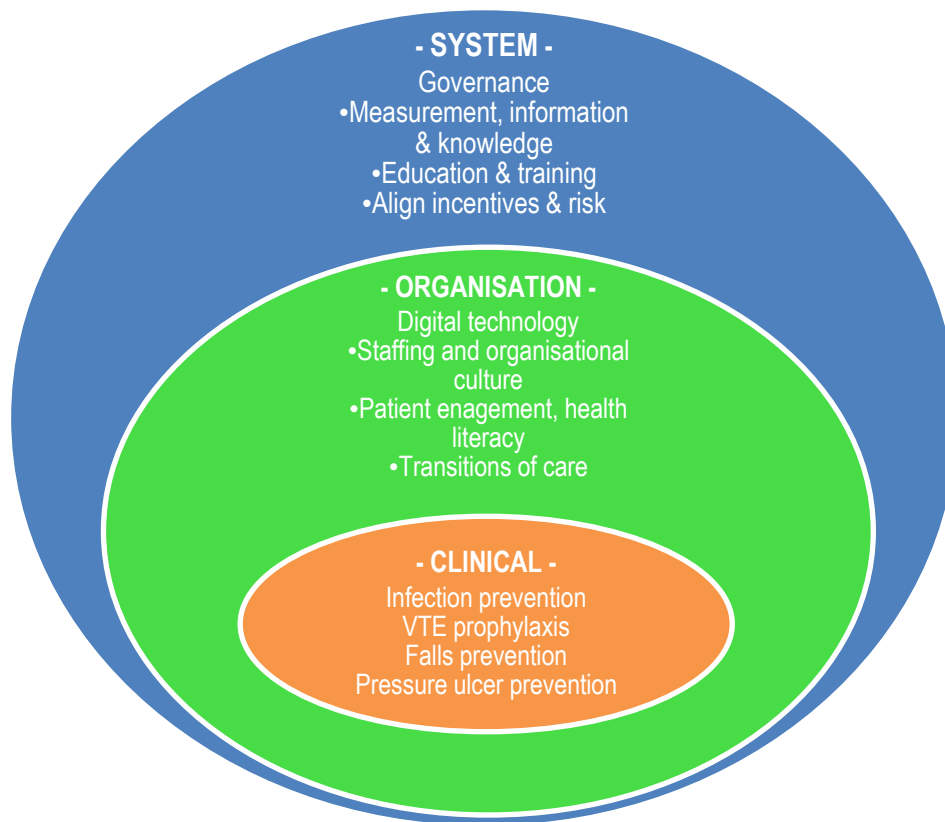 - SYSTEM -
Governance
•Measurement, information
& knowledge
•Education & training
•Align incentives & risk
- ORGANISATION -
Digital technology
•Staffing and organisational
culture
•Patient enagement, health
literacy
•Transitions of care
- CLINICAL -
Infection prevention
VTE prophylaxis
Falls prevention
Pressure ulcer prevention